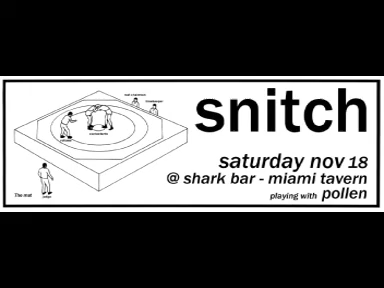 snitch
saturday nov 18
@ shark bar - miami tavern
playing with pollen
The mat